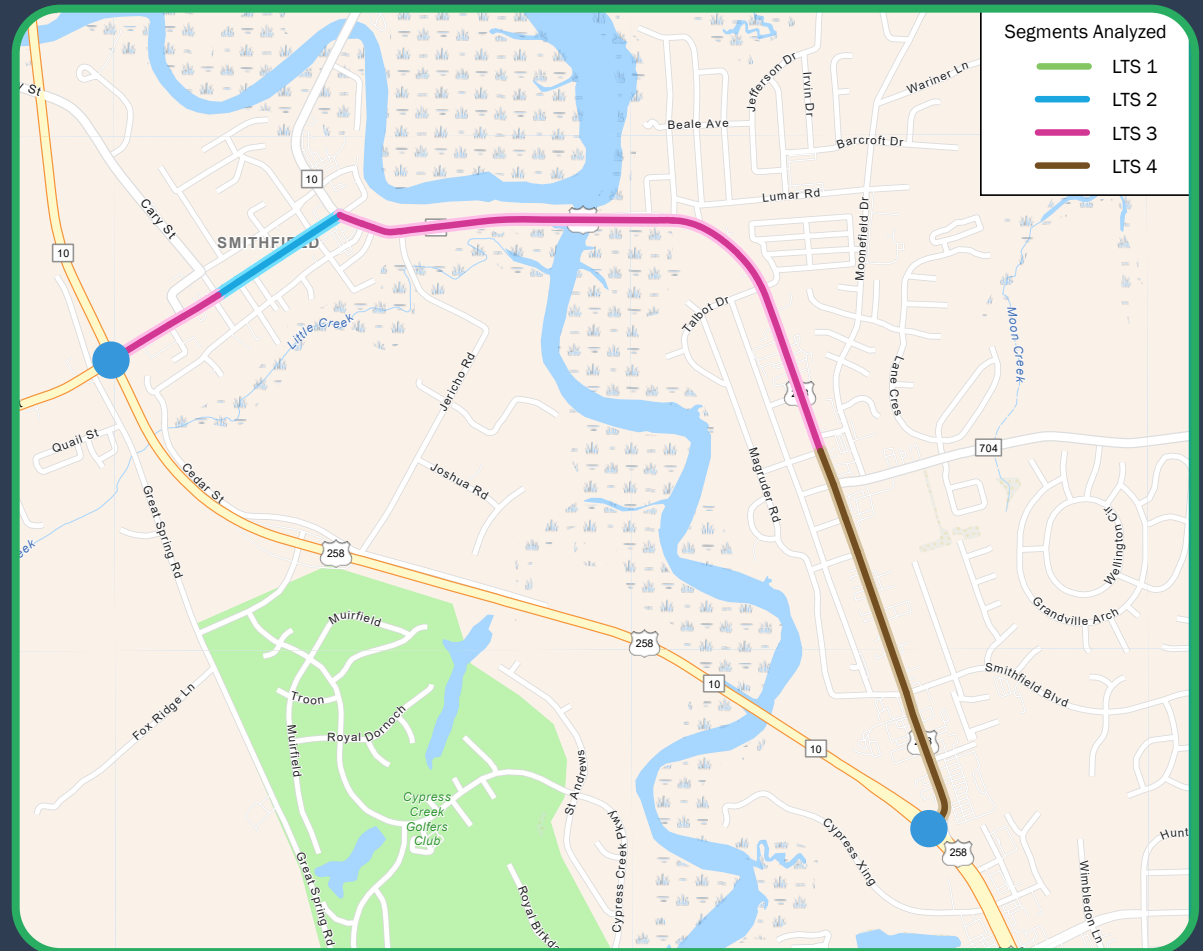 Segments Analyzed
LTS 1
LTS 2
LTS 3
LTS 4
Jefferson Dr
Irvin Dr
Wariner Ln
y St
Beale Ave
Barcroft Dr
10
Lumar Rd
Cary St
Moonefield Dr
SMITHFIELD
10
Little Creek
Talbot Dr
Moon Creek
Jericho Rd
Lane Cres
Quail St
704
Cedar St
Joshua Rd
Magruder Rd
Great Spring Rd
Wellington Cir
eek
258
Grandville Arch
Muirfield
258
Smithfield Blvd
10
Troon
Fox Ridge Ln
Royal Dornoch
Muirfield
10
St Andrews
Cypress
Creek
Golfers
Club
Cypress Creek Pkwy
Cypress Xing
258
Hunt
Great Spring Rd
Wimbledon Ln
Royal Birkda